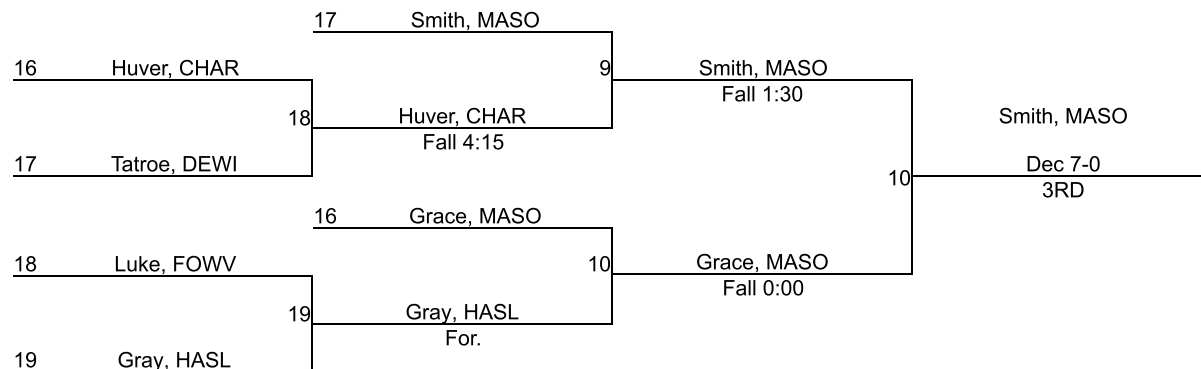 17 Smith, MASO
16 Huver, CHAR
9 Smith, MASO
Fall 1:30
18 Huver, CHAR
Fall 4:15
Smith, MASO
17 Tatroe, DEWI
10 Dec 7-0
3RD
16 Grace, MASO
18 Luke, FOWV
10 Grace, MASO
Fall 0:00
19 Gray, HASL
For.
19 Gray, HASL